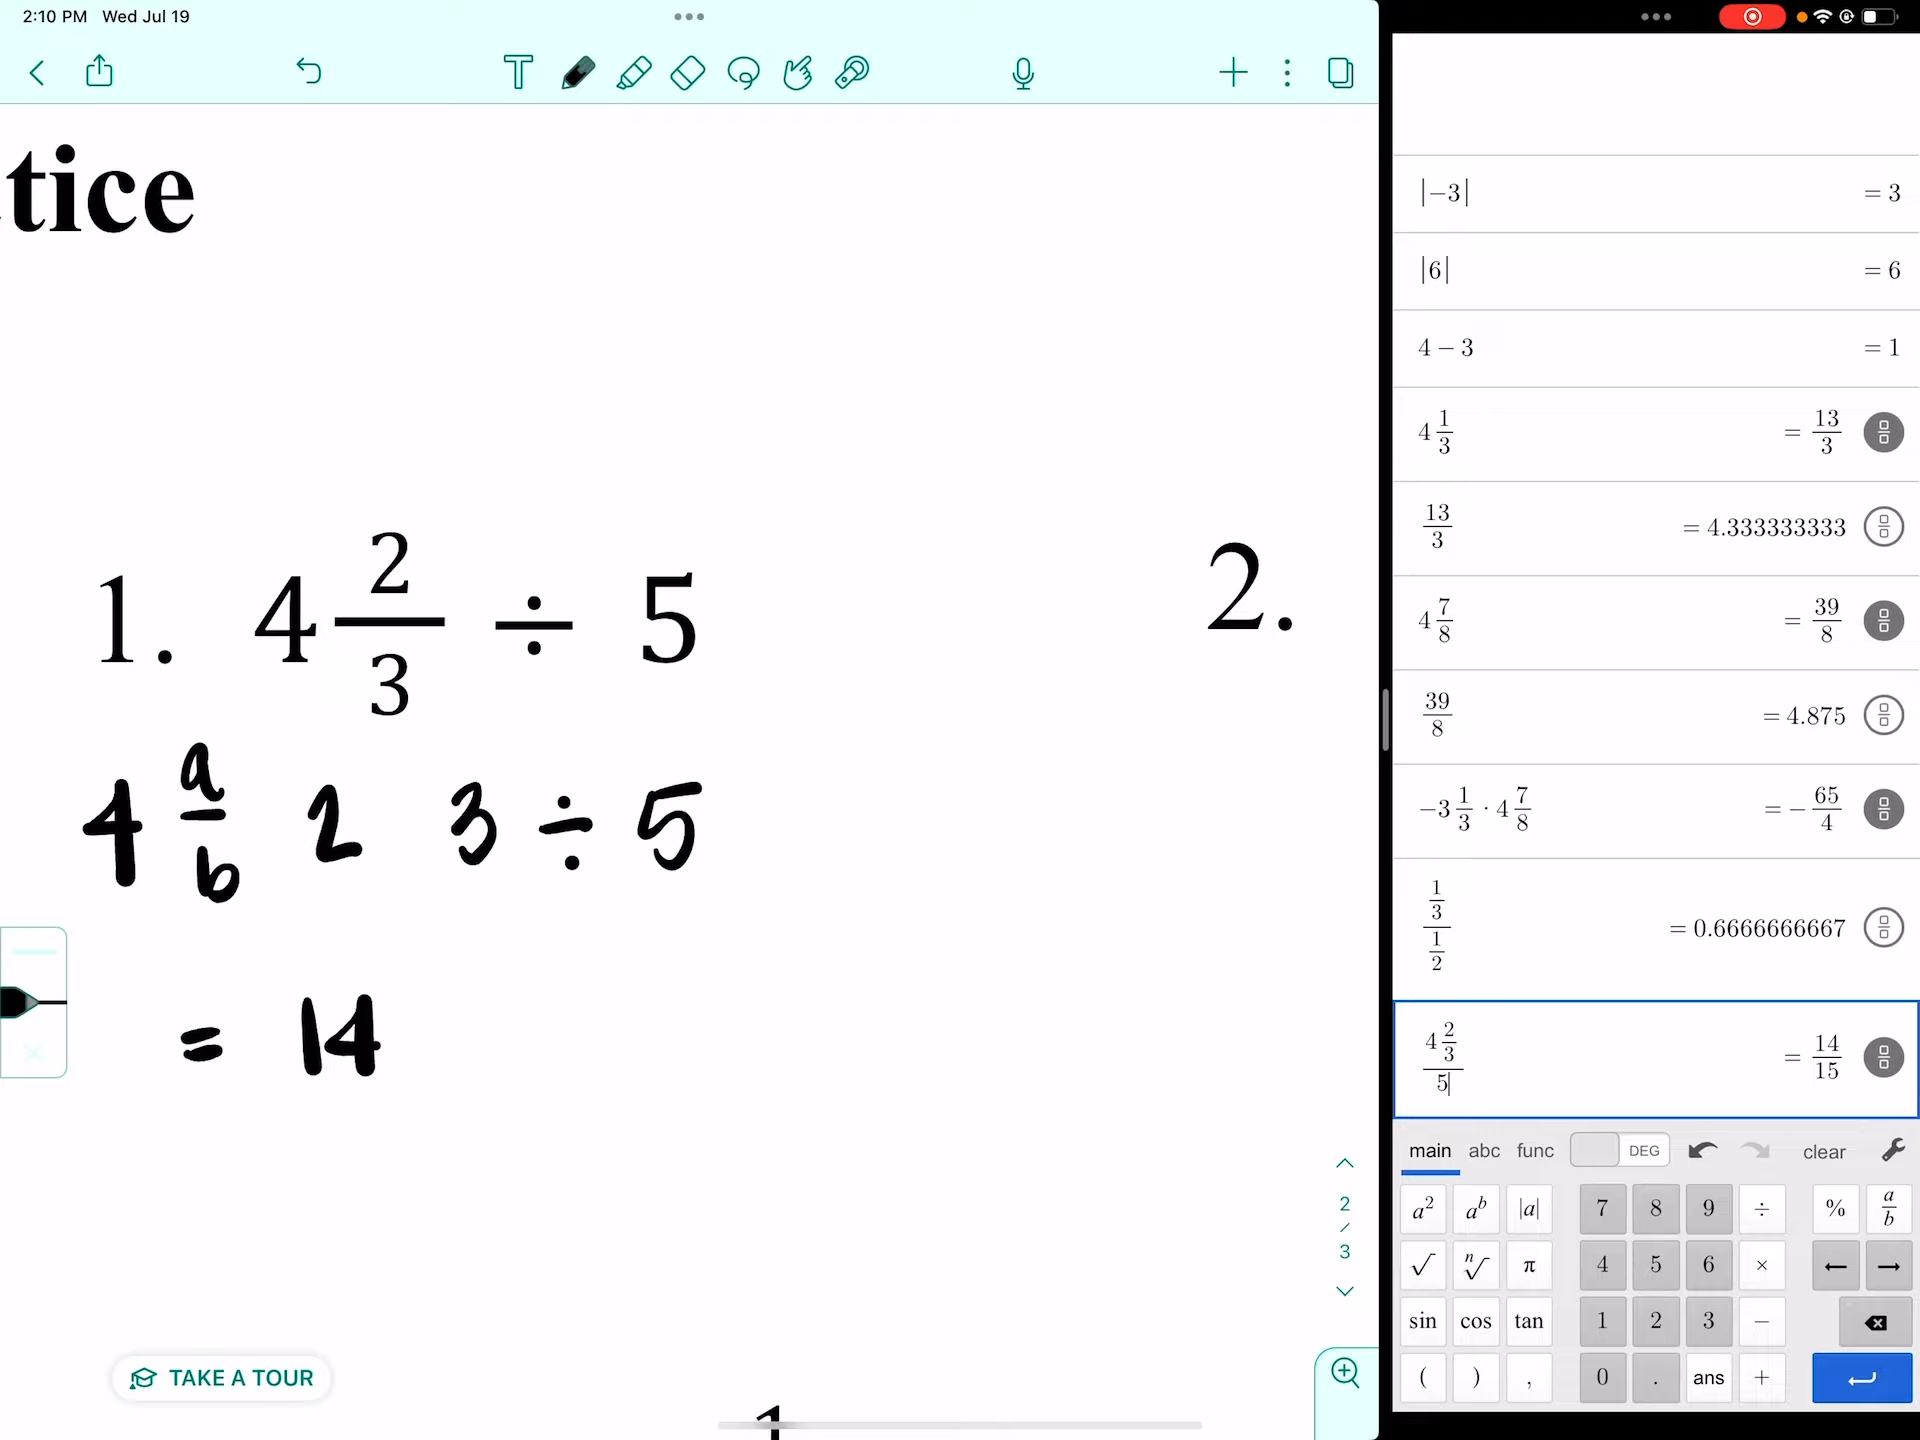 2:10 PM Wed Jul 19
tice
1. 4 2/3 ÷ 5
2.
4 a/b 2 3 ÷ 5
= 14
2
/
3
TAKE A TOUR
1
|−3| = 3
|6| = 6
4 − 3 = 1
4 1/3 = 13/3
13/3 = 4.333333333
4 7/8 = 39/8
39/8 = 4.875
−3 1/3 · 4 7/8 = − 65/4
(1/3)/(1/2) = 0.6666666667
(4 2/3)/5 = 14/15
main abc func DEG clear
a² aᵇ |a| 7 8 9 ÷ % a/b
√ ⁿ√ π 4 5 6 × ← →
sin cos tan 1 2 3 −
( ) , 0 . ans +